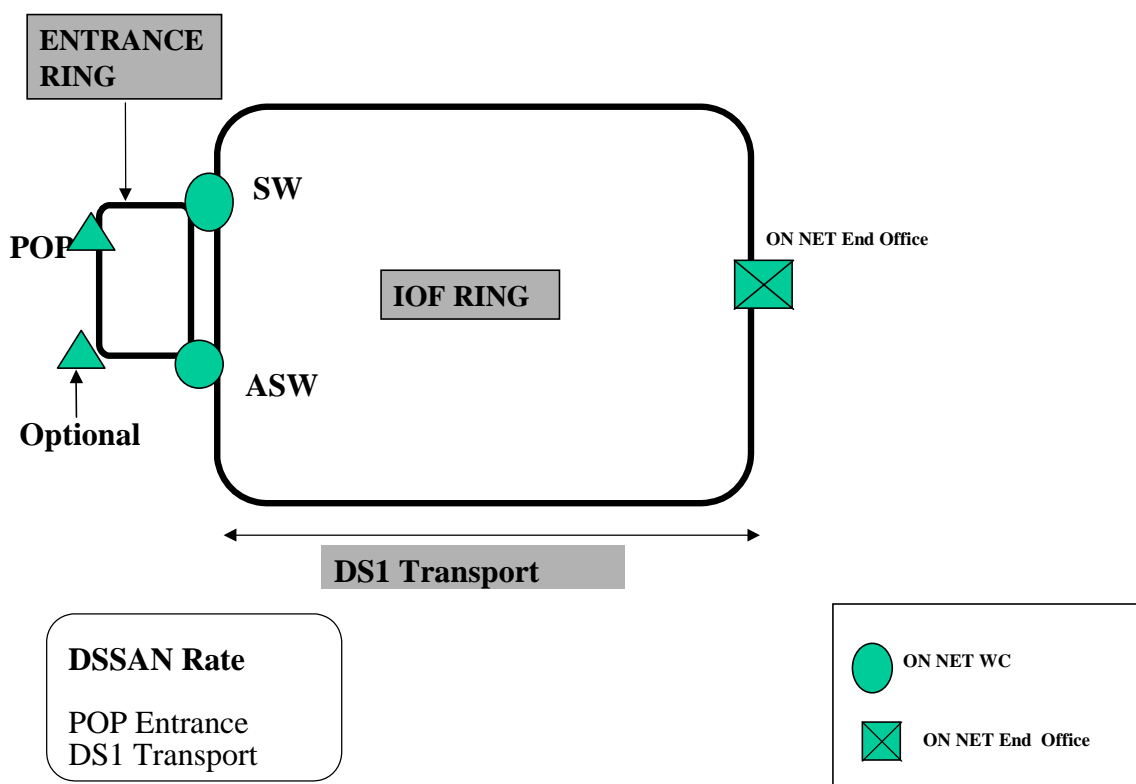 ENTRANCE
RING
SW
POP
ON NET End Office
IOF RING
ASW
Optional
DS1 Transport
DSSAN Rate
POP Entrance
DS1 Transport
ON NET WC
ON NET End Office